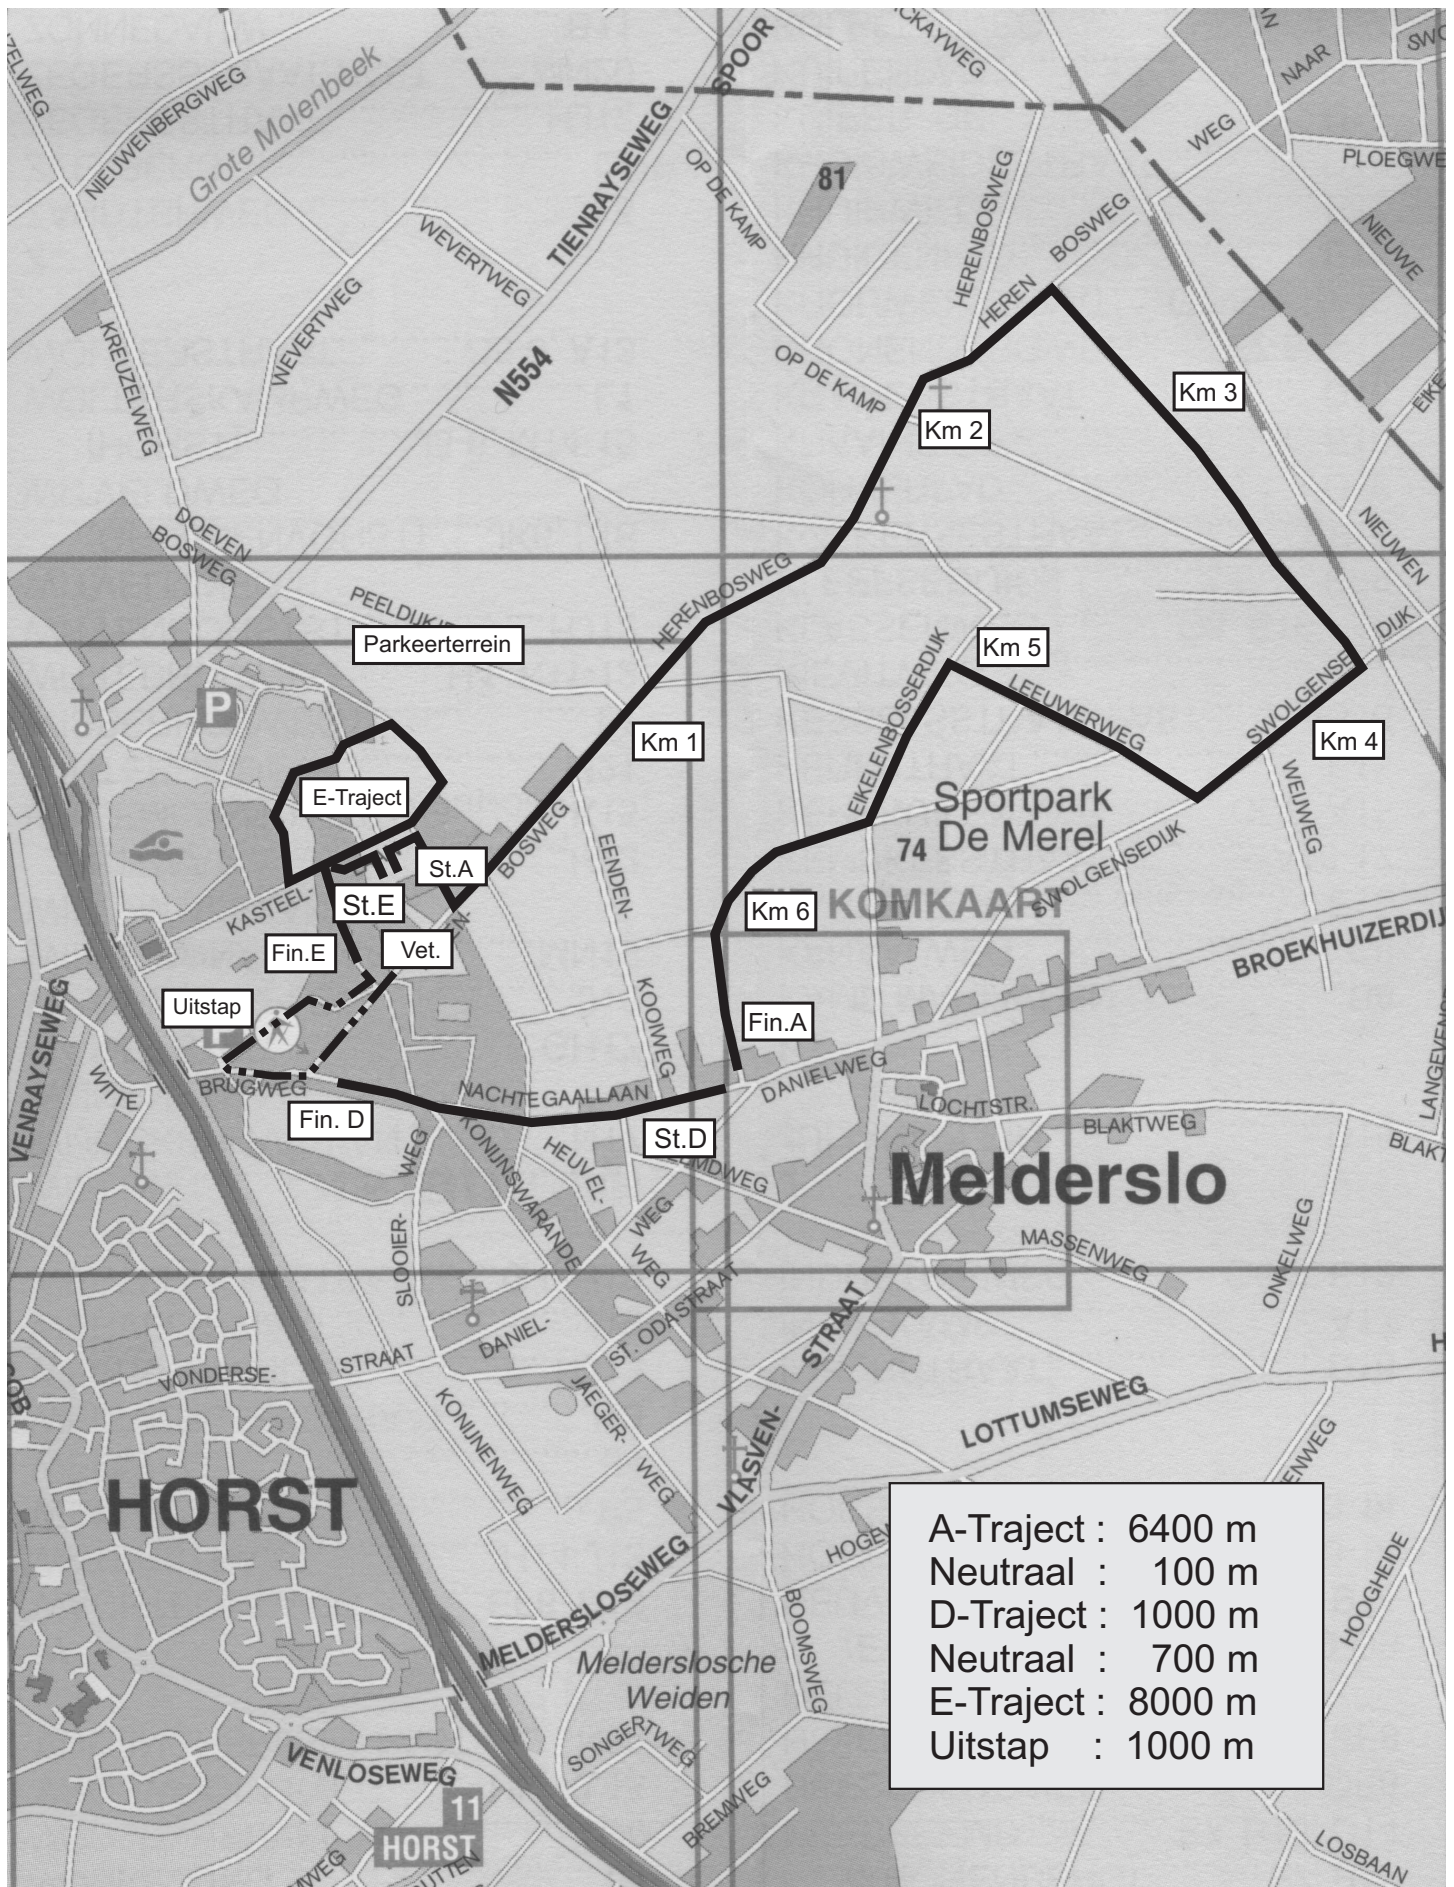 SPOOR
NAAR
WEG
NIEUWENBERGWEG
Grote Molenbeek
TIENRAYSEWEG
OP DE KAMP
81
HERENBOSWEG
HEREN
BOSWEG
NIEUWE
WEVERTWEG
WEVERTWEG
KREUZELWEG
N554
OP DE KAMP
Km 3
Km 2
DOEVEN
BOSWEG
NIEUWEN
DIJK
HERENBOSWEG
Parkeerterrein
Km 5
EIKELENBOSSERDIJK
LEEUWERWEG
SWOLGENSE
P
Km 1
Km 4
E-Traject
WEIJWEG
Sportpark
De Merel
74
BOSWEG
EENDEN-
St.A
SWOLGENSEDIJK
KASTEEL-
St.E
Km 6
KOMKAART
Fin.E
Vet.
BROEKHUIZERDIJ
VENRAYSEWEG
Uitstap
KOOIWEG
Fin.A
WITTE
BRUGWEG
NACHTEGAALLAAN
DANIELWEG
LOCHTSTR.
BLAKTWEG
Fin. D
St.D
WEG
KONIJNSWARANDE
HEUVEL-
WEG
WEG
Melderslo
SLOOIER-
MASSENWEG
ONKELWEG
STRAAT
ST. ODASTRAAT
DANIEL-
STRAAT
VONDERSE-
JAEGER-
WEG
KONIJNENWEG
VLASVEN-
LOTTUMSEWEG
HORST
MELDERSLOSEWEG
BOOMSWEG
HOOGHEIDE
Melderslosche
Weiden
SONGERTWEG
VENLOSEWEG
BREMWEG
11
HORST
LOSBAAN
A-Traject : 6400 m
Neutraal : 100 m
D-Traject : 1000 m
Neutraal : 700 m
E-Traject : 8000 m
Uitstap : 1000 m